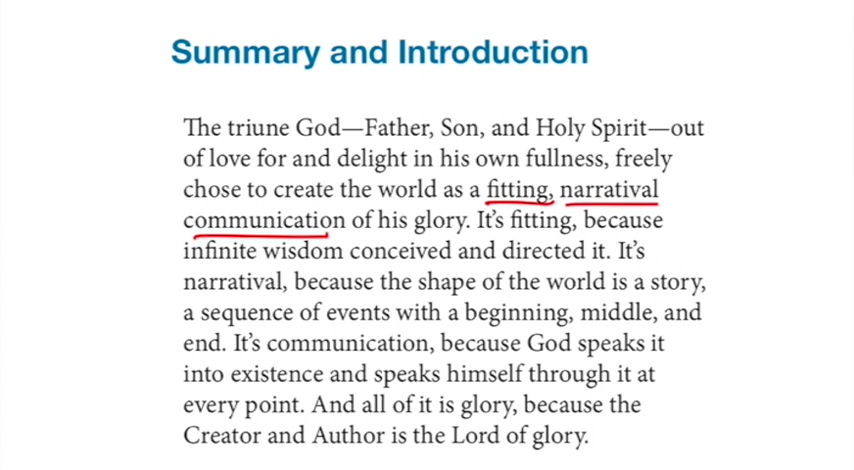 Summary and Introduction
The triune God—Father, Son, and Holy Spirit—out
of love for and delight in his own fullness, freely
chose to create the world as a fitting, narratival
communication of his glory. It’s fitting, because
infinite wisdom conceived and directed it. It’s
narratival, because the shape of the world is a story,
a sequence of events with a beginning, middle, and
end. It’s communication, because God speaks it
into existence and speaks himself through it at
every point. And all of it is glory, because the
Creator and Author is the Lord of glory.